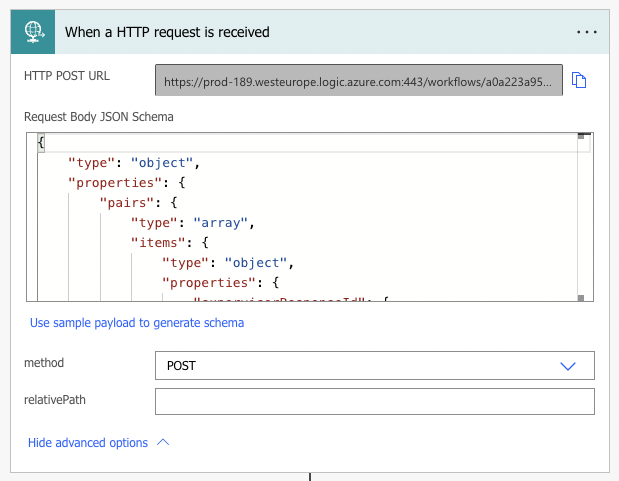 When a HTTP request is received
HTTP POST URL
https://prod-189.westeurope.logic.azure.com:443/workflows/a0a223a95...
Request Body JSON Schema
{
"type": "object",
"properties": {
"pairs": {
"type": "array",
"items": {
"type": "object",
"properties": {
"supervisorResponseId": {
Use sample payload to generate schema
method
POST
relativePath
Hide advanced options